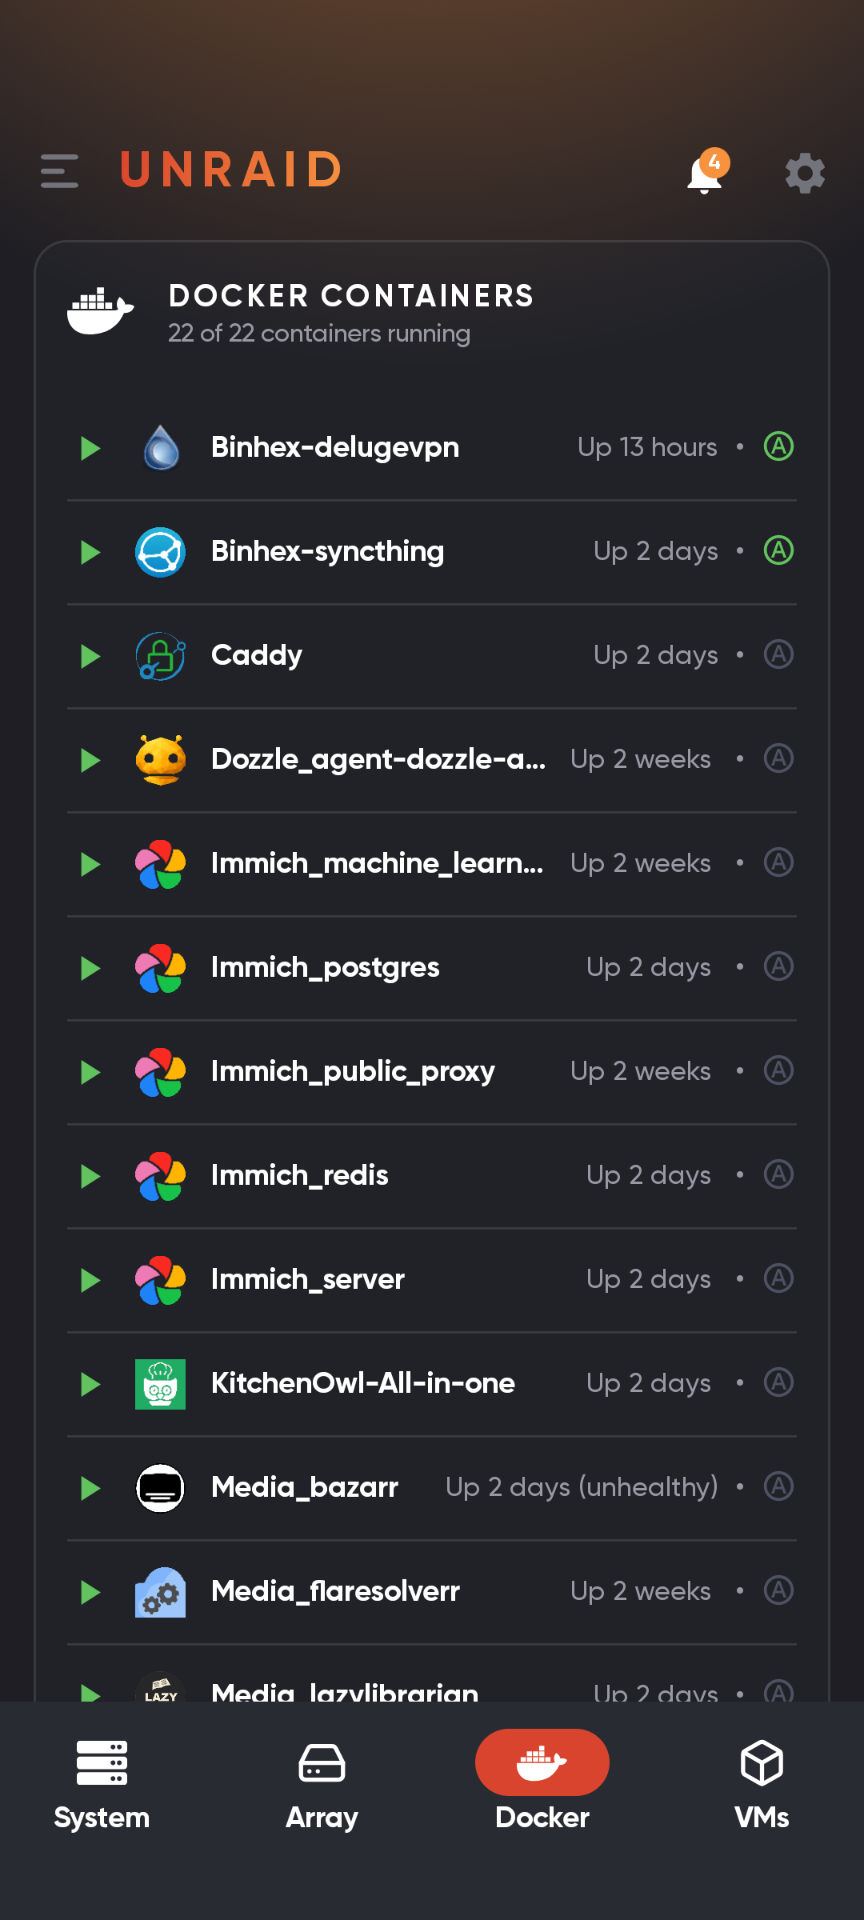 UNRAID
4
DOCKER CONTAINERS
22 of 22 containers running
Binhex-delugevpn Up 13 hours • A
Binhex-syncthing Up 2 days • A
Caddy Up 2 days • A
Dozzle_agent-dozzle-a... Up 2 weeks • A
Immich_machine_learn... Up 2 weeks • A
Immich_postgres Up 2 days • A
Immich_public_proxy Up 2 weeks • A
Immich_redis Up 2 days • A
Immich_server Up 2 days • A
KitchenOwl-All-in-one Up 2 days • A
Media_bazarr Up 2 days (unhealthy) • A
Media_flaresolverr Up 2 weeks • A
LAZY Media_lazylibrarian Up 2 days • A
System Array Docker VMs